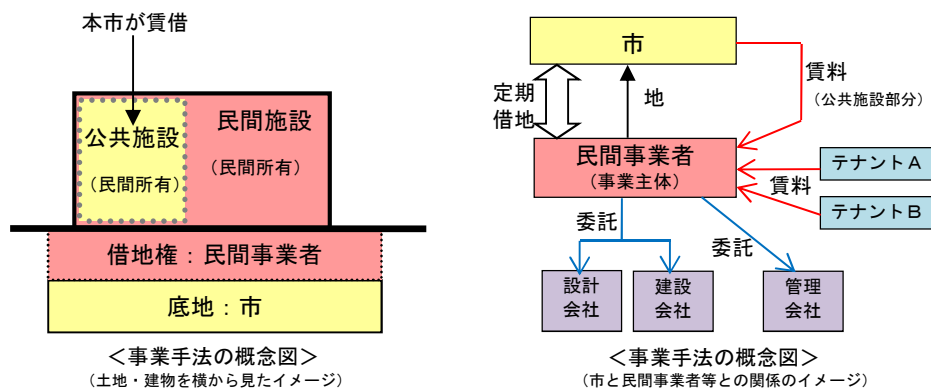 本市が賃借
公共施設
(民間所有)
民間施設
(民間所有)
借地権：民間事業者
底地：市
＜事業手法の概念図＞
(土地・建物を横から見たイメージ)
市
定期
借地
地
賃料
(公共施設部分)
民間事業者
(事業主体)
テナントA
賃料
テナントB
委託
委託
設計
会社
建設
会社
管理
会社
＜事業手法の概念図＞
(市と民間事業者等との関係のイメージ)